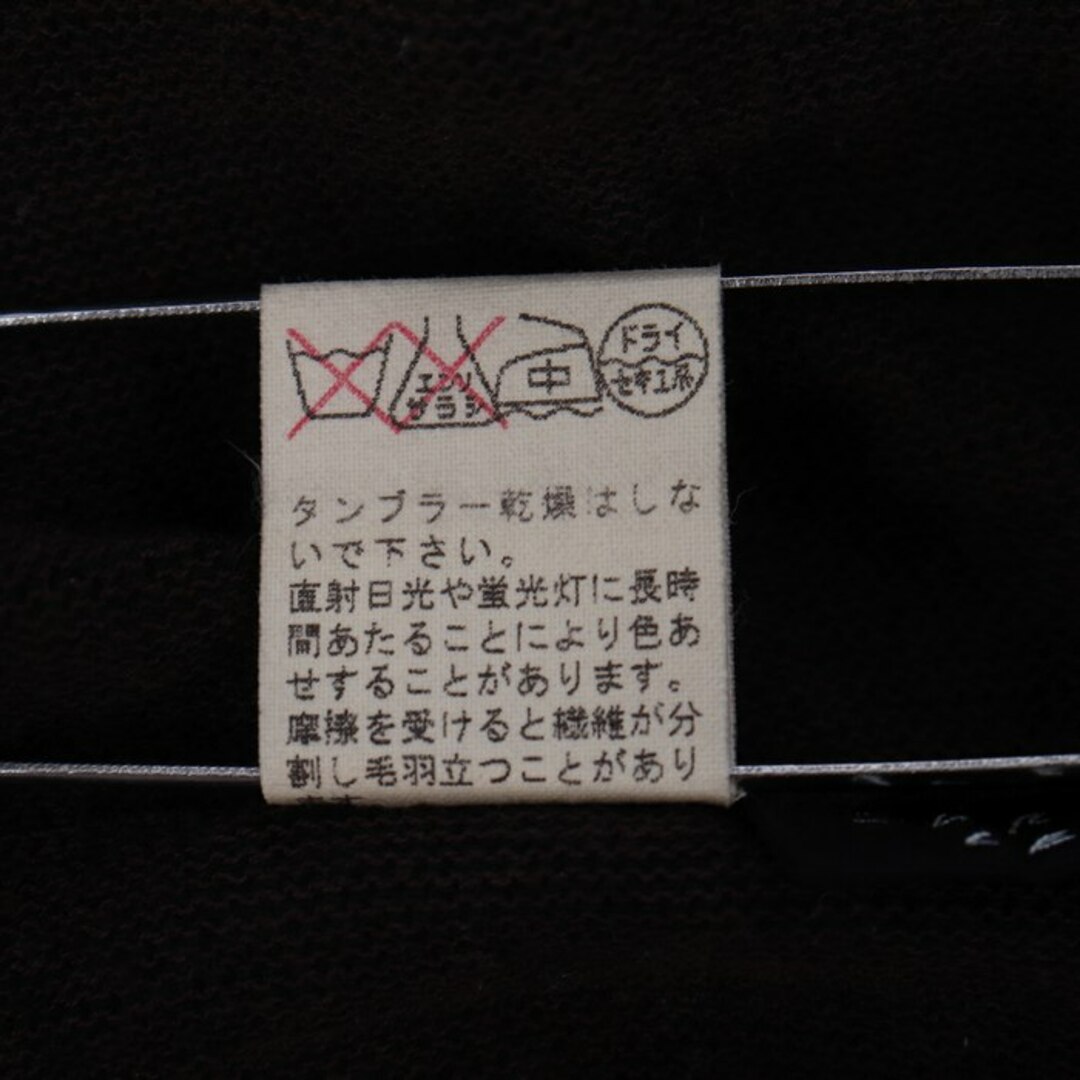 エンソ
サラシ
中
ドライ
セキユ系
タンブラー乾燥はしな
いで下さい。
直射日光や蛍光灯に長時
間あたることにより色あ
せすることがあります。
摩擦を受けると繊維が分
割し毛羽立つことがあり
ます